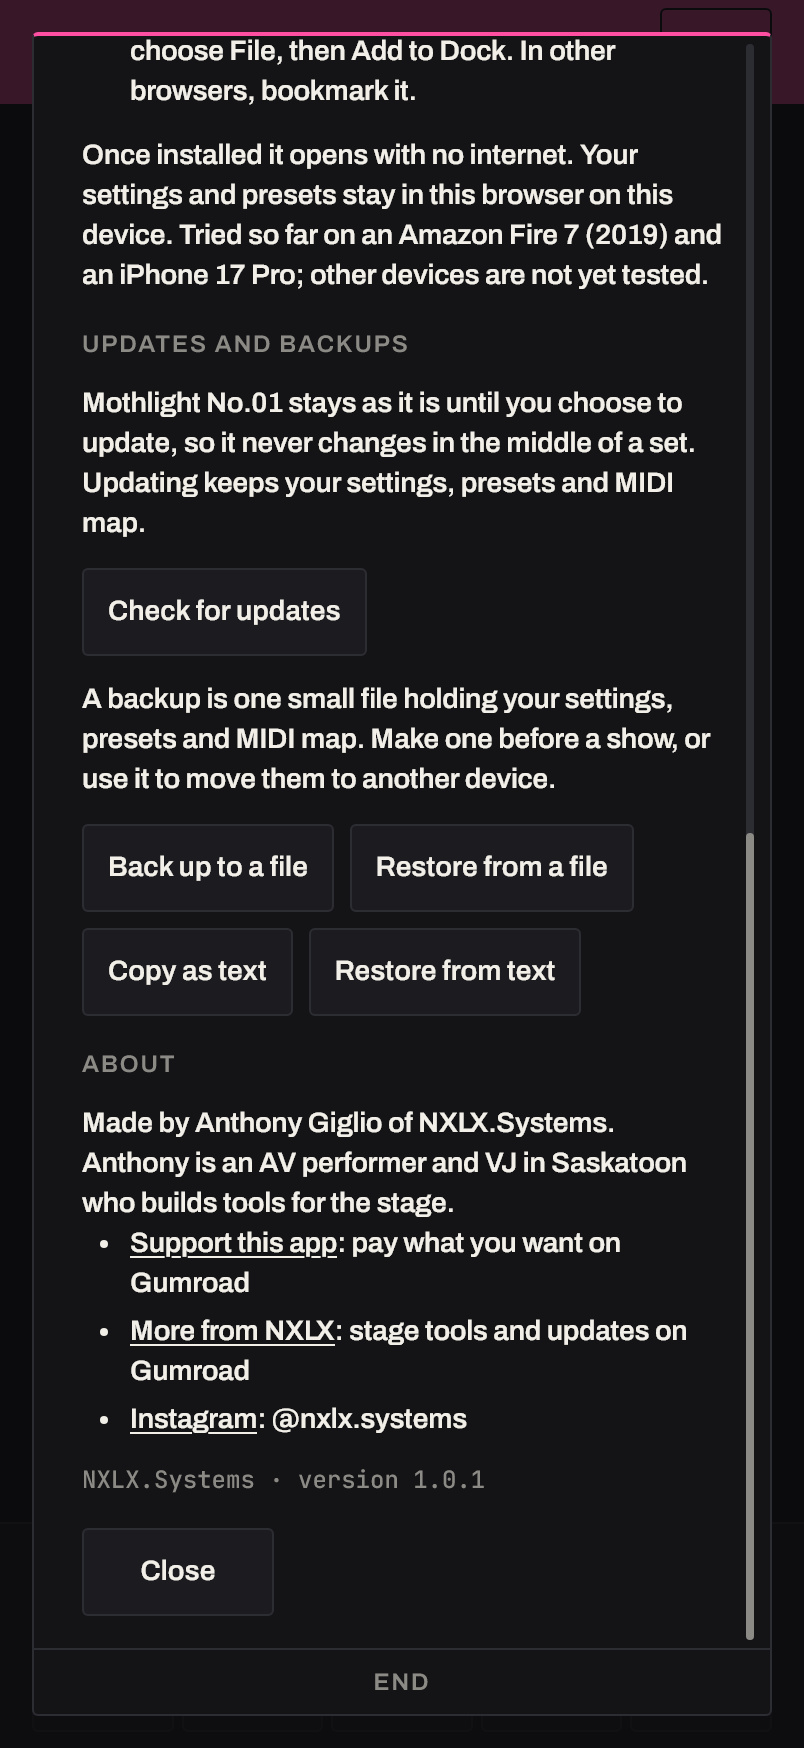 choose File, then Add to Dock. In other
browsers, bookmark it.
Once installed it opens with no internet. Your
settings and presets stay in this browser on this
device. Tried so far on an Amazon Fire 7 (2019) and
an iPhone 17 Pro; other devices are not yet tested.
UPDATES AND BACKUPS
Mothlight No.01 stays as it is until you choose to
update, so it never changes in the middle of a set.
Updating keeps your settings, presets and MIDI
map.
Check for updates
A backup is one small file holding your settings,
presets and MIDI map. Make one before a show, or
use it to move them to another device.
Back up to a file
Restore from a file
Copy as text
Restore from text
ABOUT
Made by Anthony Giglio of NXLX.Systems.
Anthony is an AV performer and VJ in Saskatoon
who builds tools for the stage.
• Support this app: pay what you want on
Gumroad
• More from NXLX: stage tools and updates on
Gumroad
• Instagram: @nxlx.systems
NXLX.Systems · version 1.0.1
Close
END